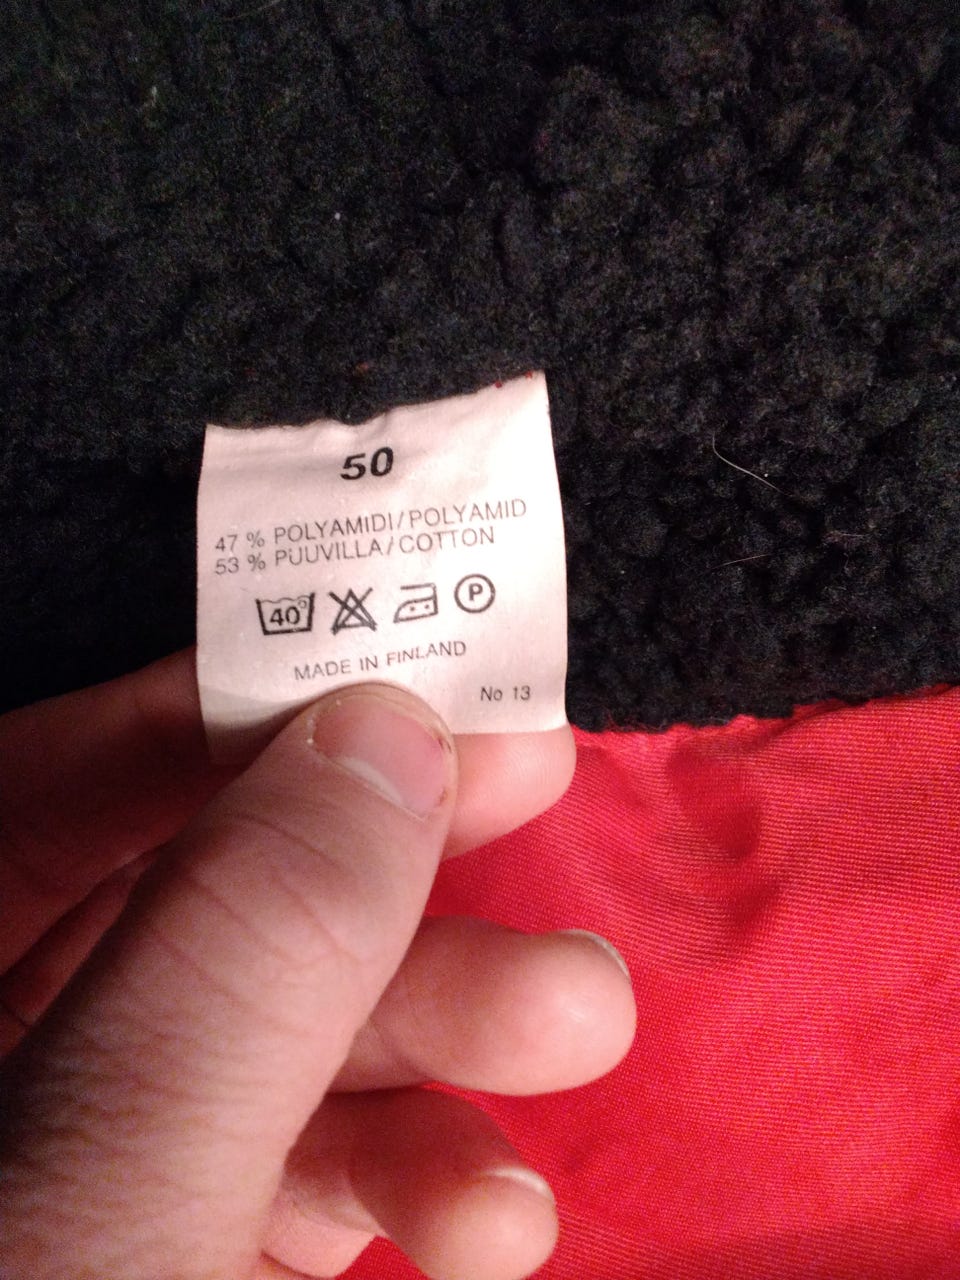 50
47 % POLYAMIDI/POLYAMID
53 % PUUVILLA/COTTON
40° P
MADE IN FINLAND
No 13